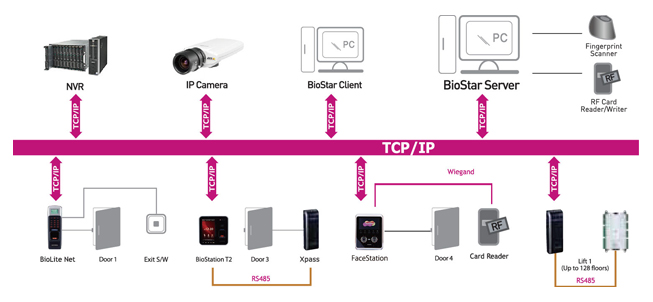 PC
PC
Fingerprint
Scanner
NVR
IP Camera
BioStar Client
BioStar Server
RF
RF Card
Reader/Writer
TCP/IP
TCP/IP
TCP/IP
TCP/IP
TCP/IP
TCP/IP
TCP/IP
TCP/IP
TCP/IP
Wiegand
RF
BioLite Net
Door 1
Exit S/W
BioStation T2
Door 3
Xpass
FaceStation
Door 4
Card Reader
Lift 1
(Up to 128 floors)
RS485
RS485